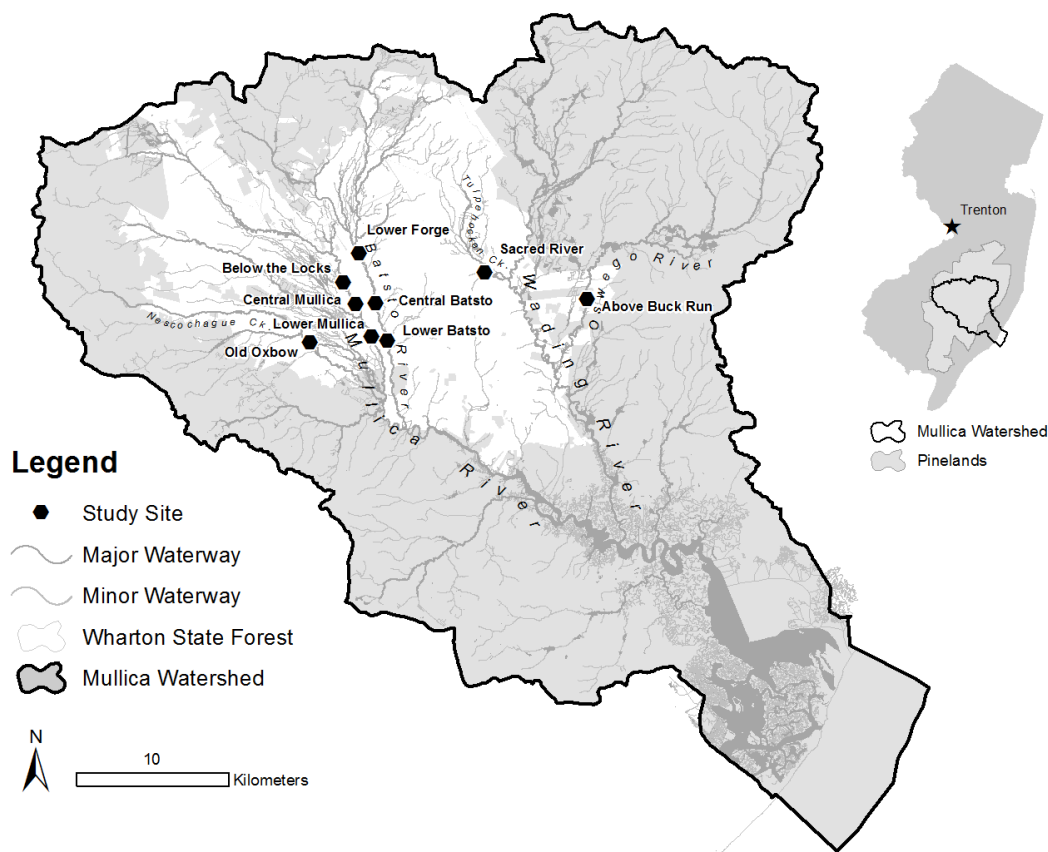 Trenton
Mullica Watershed
Pinelands
Tulpehocken Ck.
Lower Forge
Sacred River
Batsto River
Oswego River
Below the Locks
Wading River
Central Mullica
Central Batsto
Above Buck Run
Nescochague Ck.
Lower Mullica
Lower Batsto
Old Oxbow
Mullica River
Legend
Study Site
Major Waterway
Minor Waterway
Wharton State Forest
Mullica Watershed
N
10
Kilometers